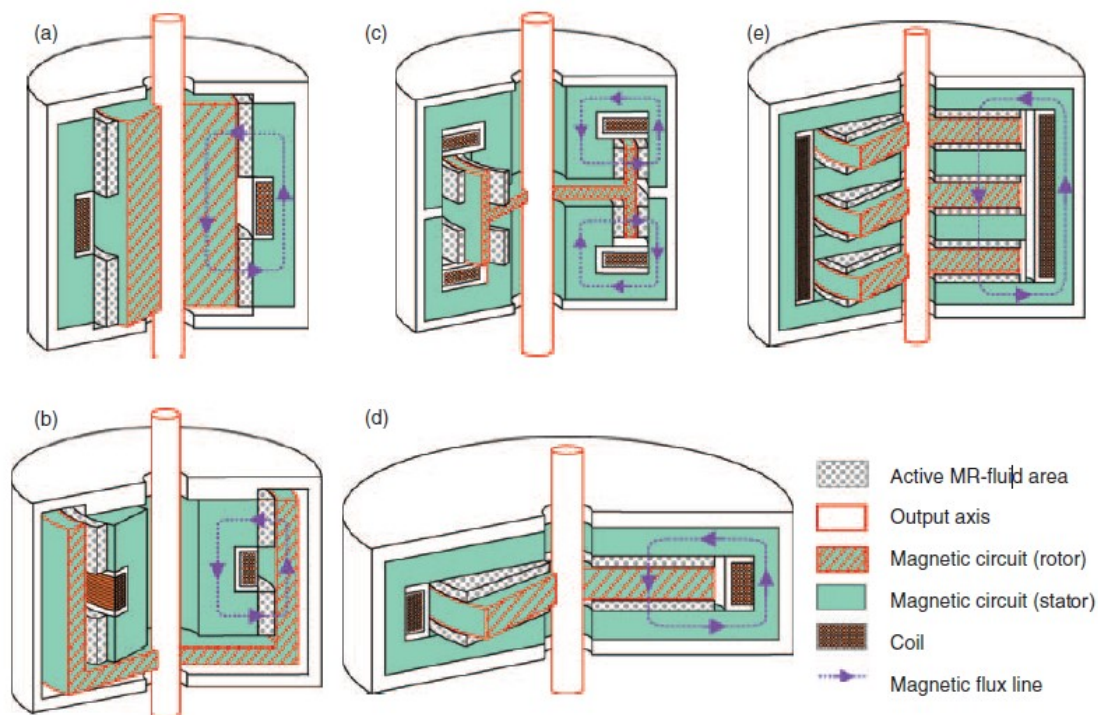 (a)
(c)
(e)
(b)
(d)
Active MR-fluid area
Output axis
Magnetic circuit (rotor)
Magnetic circuit (stator)
Coil
Magnetic flux line